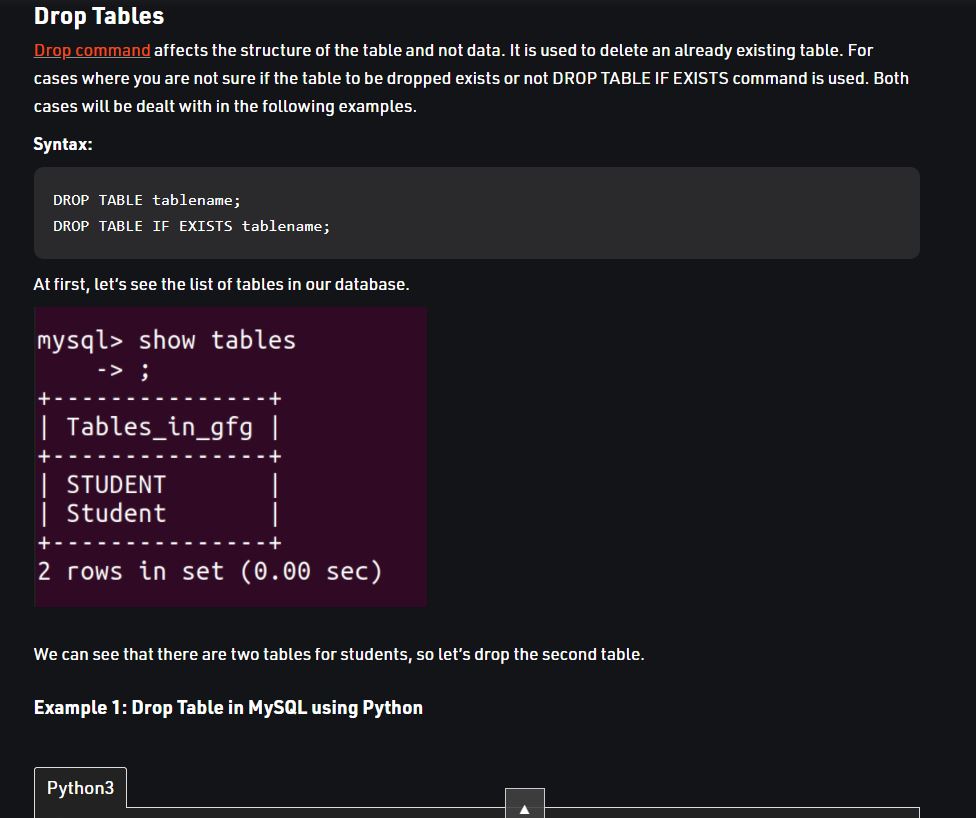 Drop Tables
Drop command affects the structure of the table and not data. It is used to delete an already existing table. For
cases where you are not sure if the table to be dropped exists or not DROP TABLE IF EXISTS command is used. Both
cases will be dealt with in the following examples.
Syntax:
DROP TABLE tablename;
DROP TABLE IF EXISTS tablename;
At first, let's see the list of tables in our database.
mysql> show tables
    -> ;
+---------------+
| Tables_in_gfg |
+---------------+
| STUDENT       |
| Student       |
+---------------+
2 rows in set (0.00 sec)
We can see that there are two tables for students, so let's drop the second table.
Example 1: Drop Table in MySQL using Python
Python3